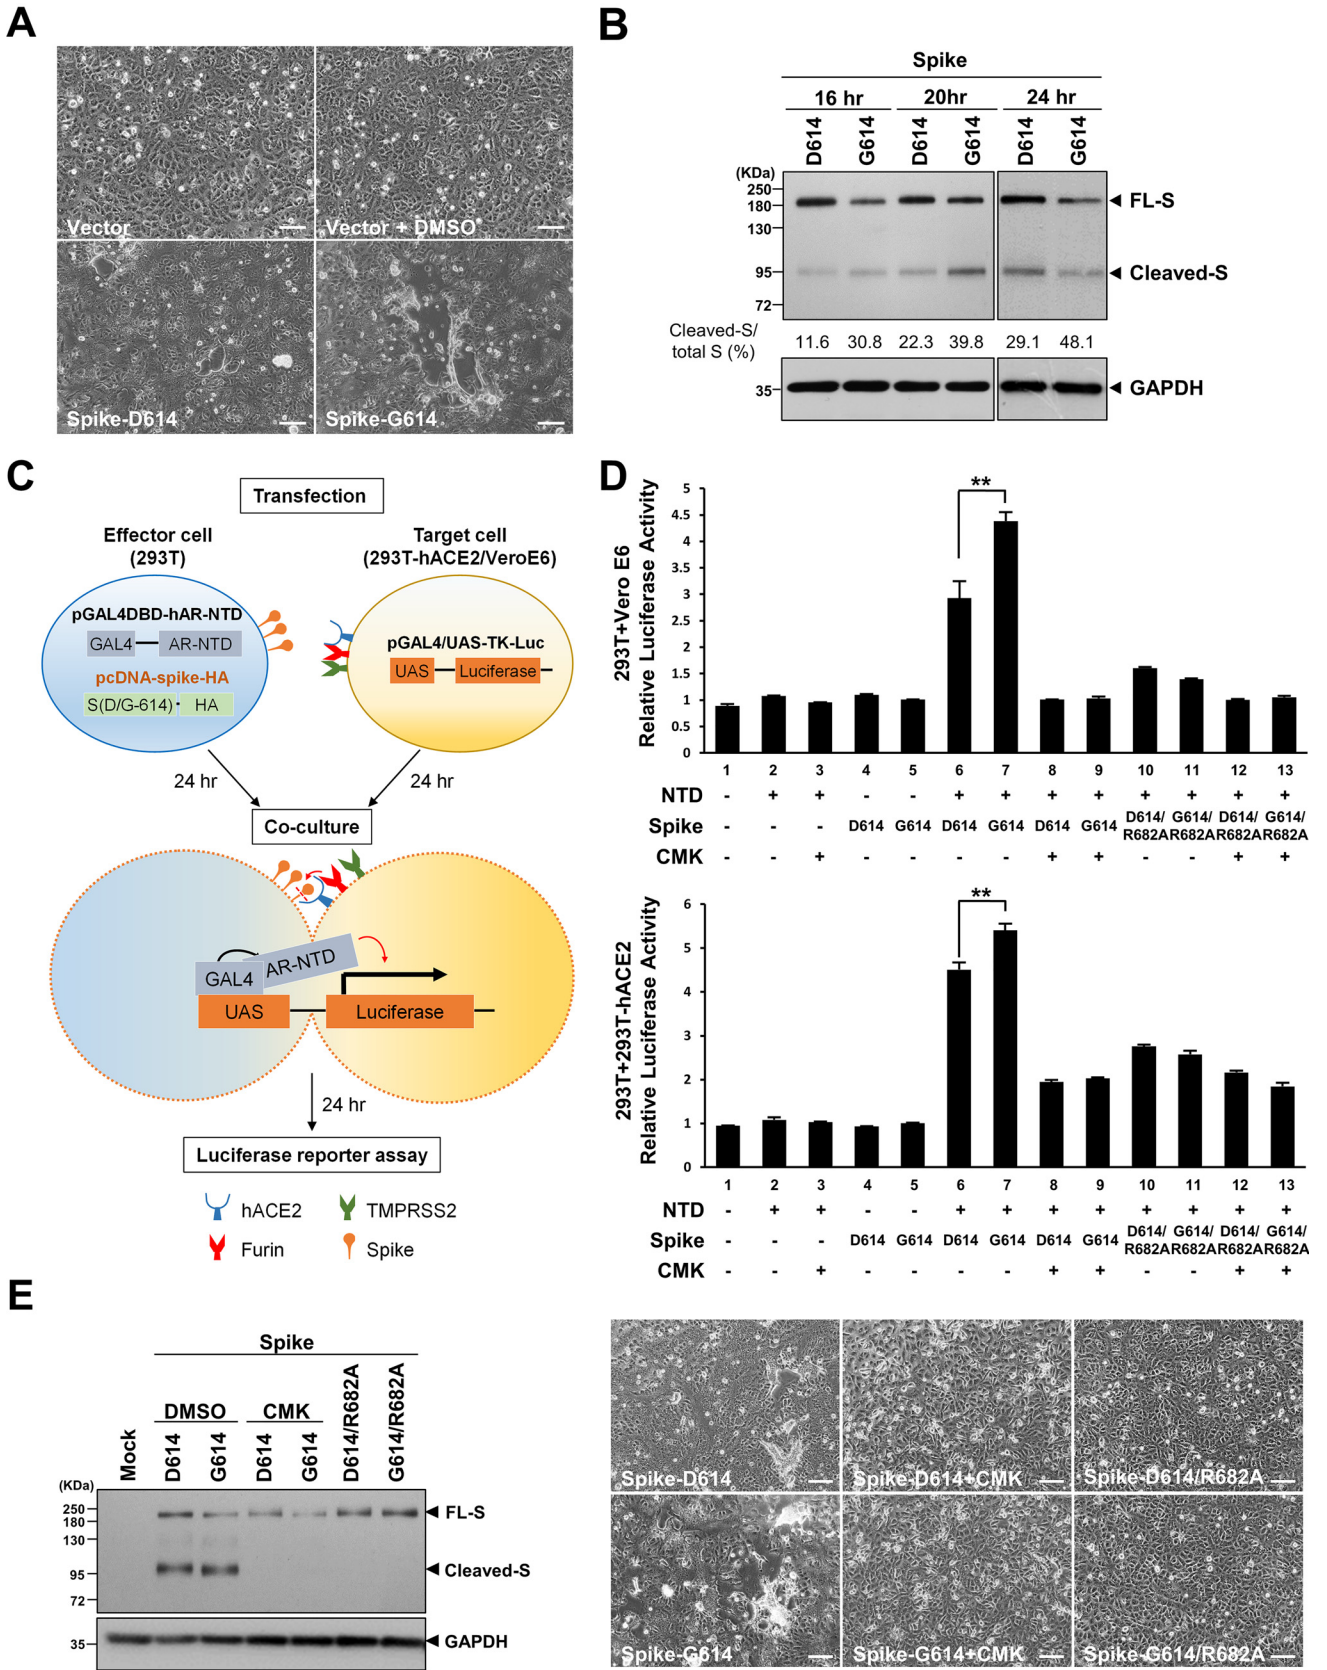 A
Vector
Vector + DMSO
Spike-D614
Spike-G614
B
Spike
16 hr 20hr 24 hr
D614 G614 D614 G614 D614 G614
(KDa)
250
180
130
95
72
FL-S
Cleaved-S
Cleaved-S/
total S (%)
11.6 30.8 22.3 39.8 29.1 48.1
35
GAPDH
C
Transfection
Effector cell
(293T)
Target cell
(293T-hACE2/VeroE6)
pGAL4DBD-hAR-NTD
GAL4 AR-NTD
pcDNA-spike-HA
S(D/G-614) HA
pGAL4/UAS-TK-Luc
UAS Luciferase
24 hr 24 hr
Co-culture
GAL4 AR-NTD
UAS Luciferase
24 hr
Luciferase reporter assay
hACE2 TMPRSS2
Furin Spike
D
293T+Vero E6
Relative Luciferase Activity
5
4.5
4
3.5
3
2.5
2
1.5
1
0.5
0
**
1 2 3 4 5 6 7 8 9 10 11 12 13
NTD - + + - - + + + + + + + +
Spike - - - D614 G614 D614 G614 D614 G614 D614/ G614/ D614/ G614/
R682A R682A R682A R682A
CMK - - + - - - - + + - - + +
293T+293T-hACE2
Relative Luciferase Activity
6
5
4
3
2
1
0
**
1 2 3 4 5 6 7 8 9 10 11 12 13
NTD - + + - - + + + + + + + +
Spike - - - D614 G614 D614 G614 D614 G614 D614/ G614/ D614/ G614/
R682A R682A R682A R682A
CMK - - + - - - - + + - - + +
E
Spike
DMSO CMK
Mock D614 G614 D614 G614 D614/R682A G614/R682A
(KDa)
250
180
130
95
72
FL-S
Cleaved-S
35
GAPDH
Spike-D614
Spike-D614+CMK
Spike-D614/R682A
Spike-G614
Spike-G614+CMK
Spike-G614/R682A